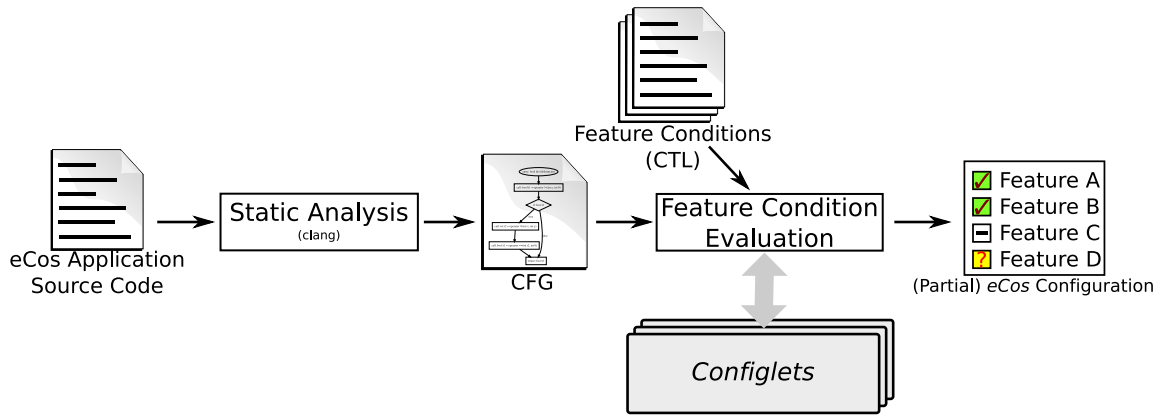 Feature Conditions
(CTL)
eCos Application
Source Code
Static Analysis
(clang)
CFG
Feature Condition
Evaluation
Feature A
Feature B
Feature C
? Feature D
(Partial) eCos Configuration
Configlets